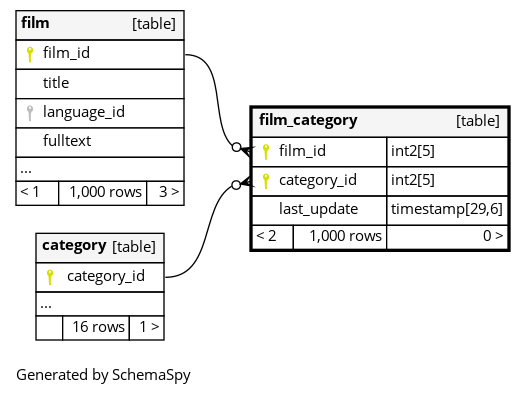 film [table]
film_id
title
language_id
fulltext
...
< 1 1,000 rows 3 >
film_category [table]
film_id int2[5]
category_id int2[5]
last_update timestamp[29,6]
< 2 1,000 rows 0 >
category [table]
category_id
...
16 rows 1 >
Generated by SchemaSpy